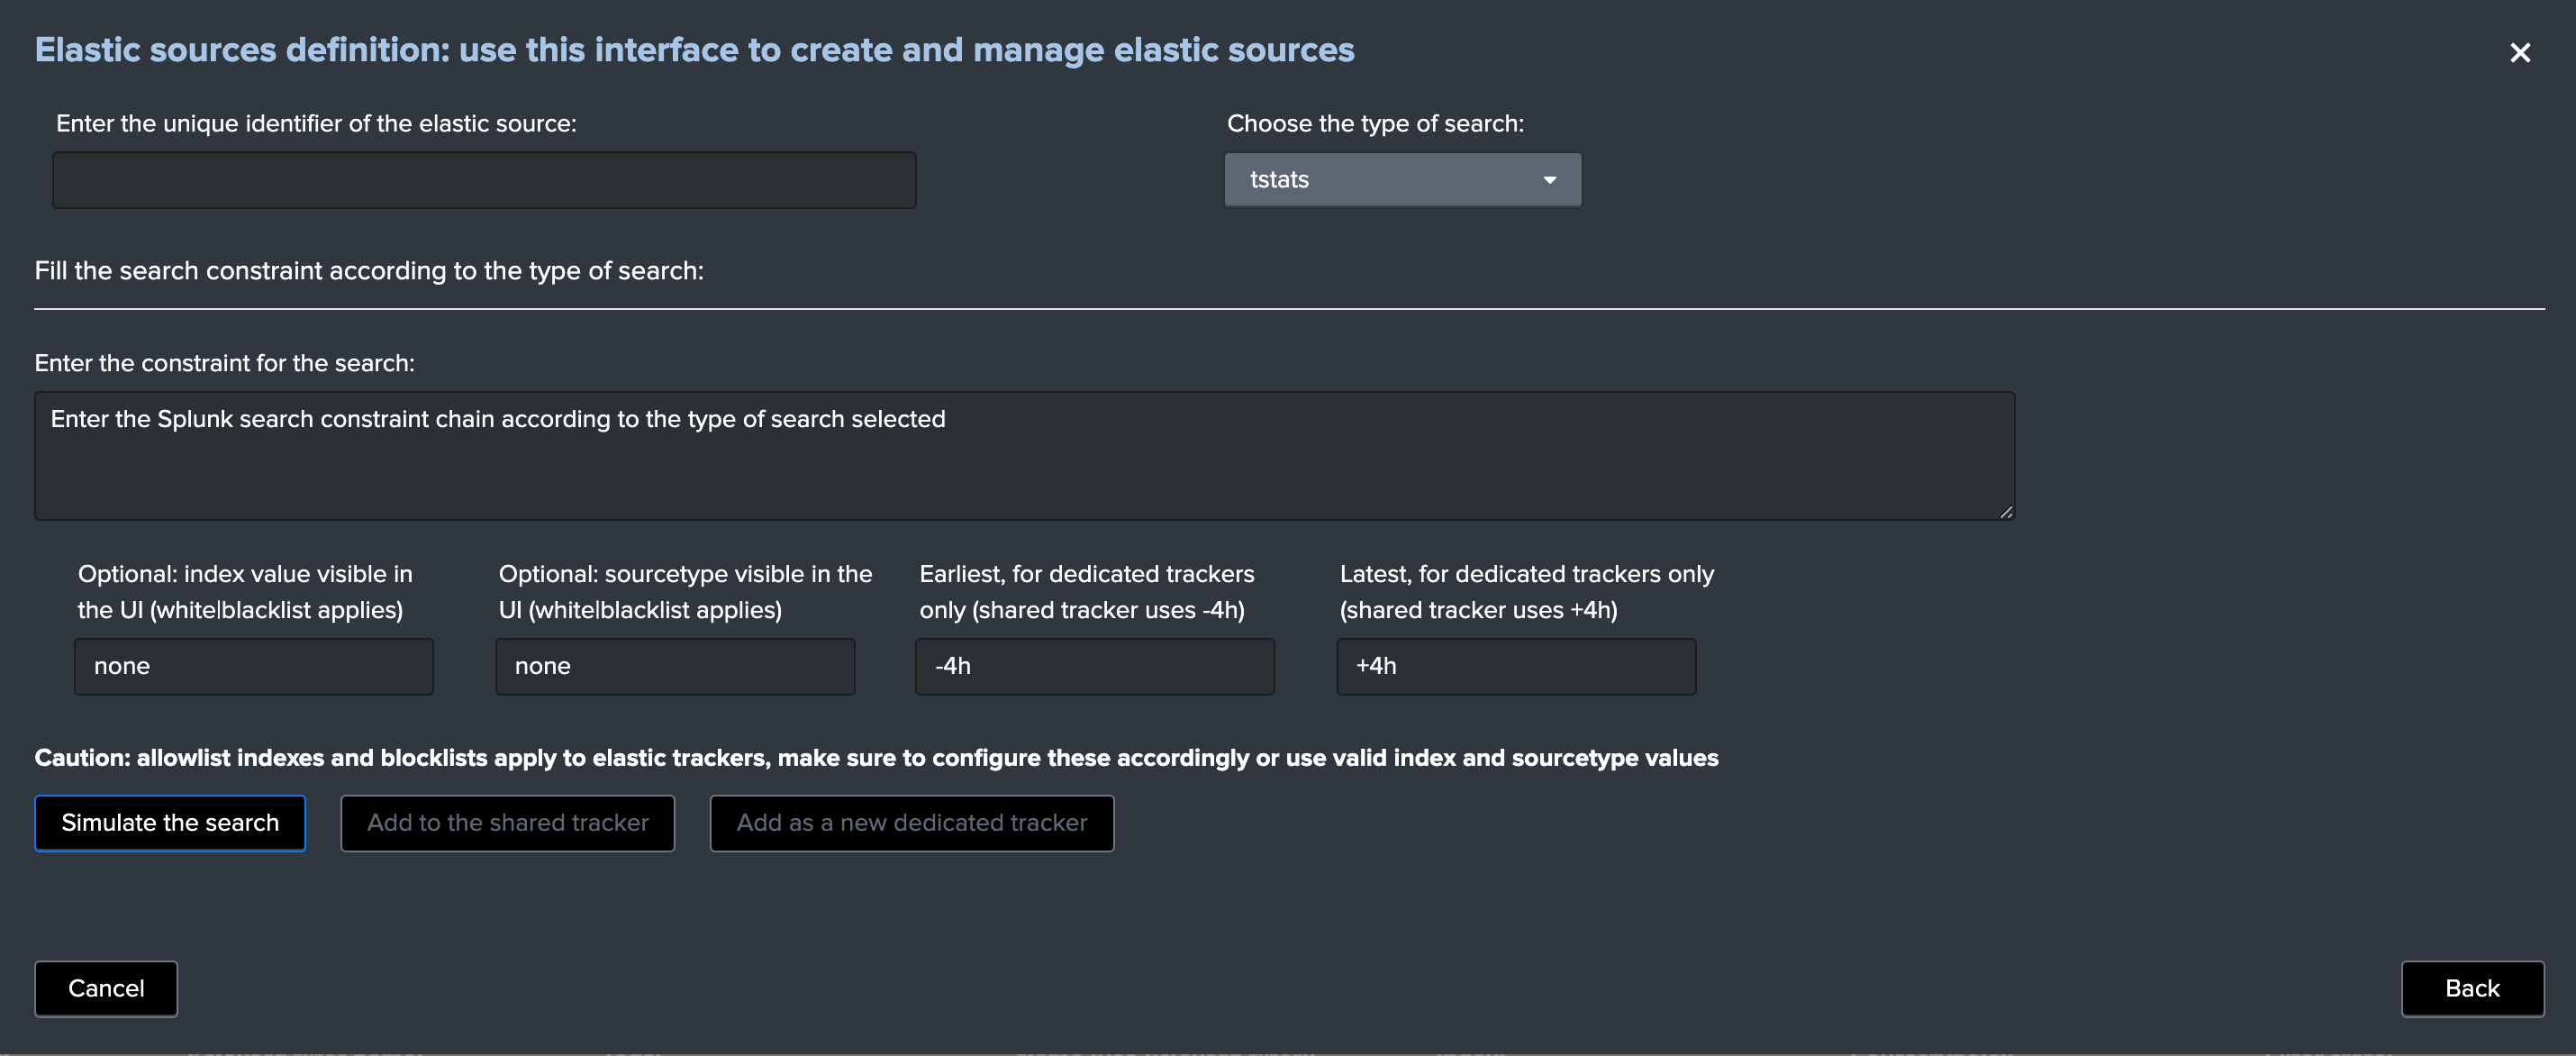 Elastic sources definition: use this interface to create and manage elastic sources
Enter the unique identifier of the elastic source:
Choose the type of search:
tstats
Fill the search constraint according to the type of search:
Enter the constraint for the search:
Enter the Splunk search constraint chain according to the type of search selected
Optional: index value visible in
the UI (white|blacklist applies)
Optional: sourcetype visible in the
UI (white|blacklist applies)
Earliest, for dedicated trackers
only (shared tracker uses -4h)
Latest, for dedicated trackers only
(shared tracker uses +4h)
none
none
-4h
+4h
Caution: allowlist indexes and blocklists apply to elastic trackers, make sure to configure these accordingly or use valid index and sourcetype values
Simulate the search
Add to the shared tracker
Add as a new dedicated tracker
Cancel
Back